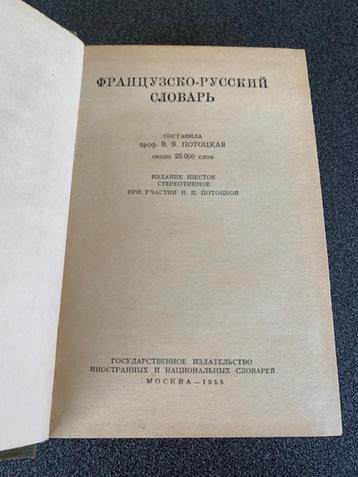 ФРАНЦУЗСКО-РУССКИЙ
СЛОВАРЬ
СОСТАВИЛА
проф. В. В. ПОТОЦКАЯ
около 25 000 слов
ИЗДАНИЕ ШЕСТОЕ
СТЕРЕОТИПНОЕ
ПРИ УЧАСТИИ Н. П. ПОТОЦКОЙ
ГОСУДАРСТВЕННОЕ ИЗДАТЕЛЬСТВО
ИНОСТРАННЫХ И НАЦИОНАЛЬНЫХ СЛОВАРЕЙ
МОСКВА — 1955